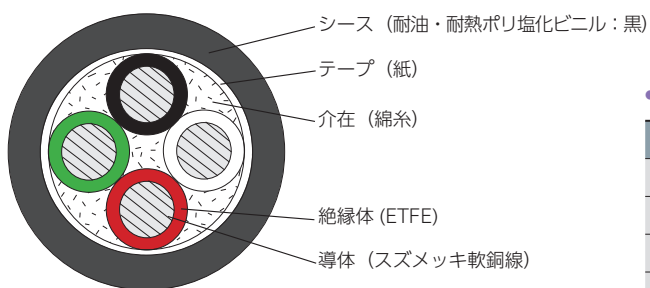 シース（耐油・耐熱ポリ塩化ビニル：黒）
テープ（紙）
介在（綿糸）
絶縁体 (ETFE)
導体（スズメッキ軟銅線）